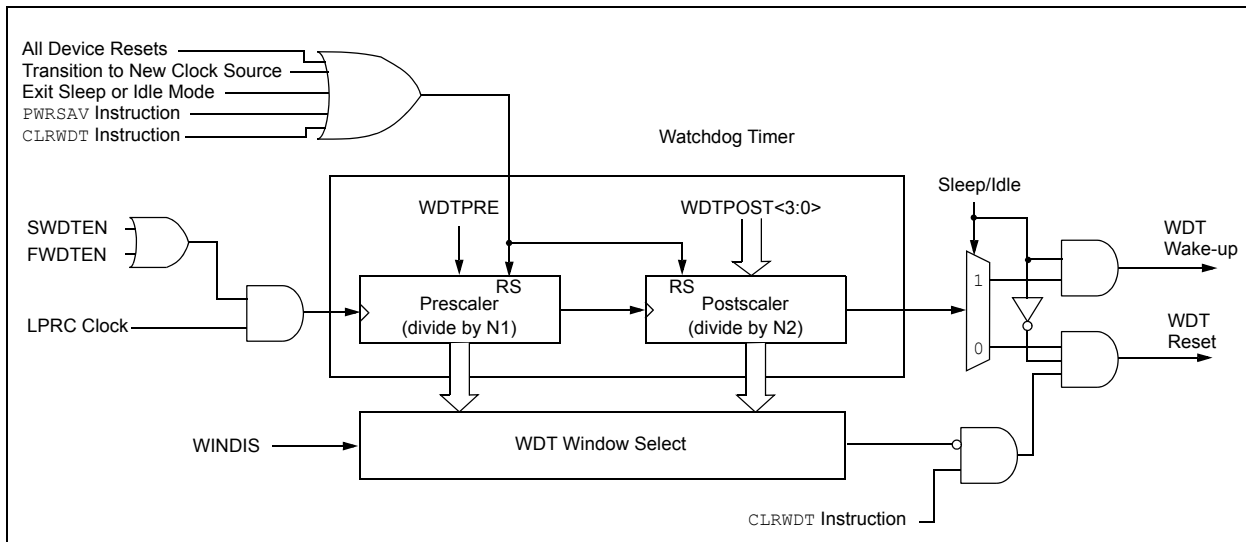 All Device Resets
Transition to New Clock Source
Exit Sleep or Idle Mode
PWRSAV Instruction
CLRWDT Instruction
Watchdog Timer
Sleep/Idle
WDTPRE
WDTPOST<3:0>
SWDTEN
FWDTEN
WDT
Wake-up
RS
RS
1
Prescaler
(divide by N1)
Postscaler
(divide by N2)
LPRC Clock
WDT
Reset
0
WINDIS
WDT Window Select
CLRWDT Instruction